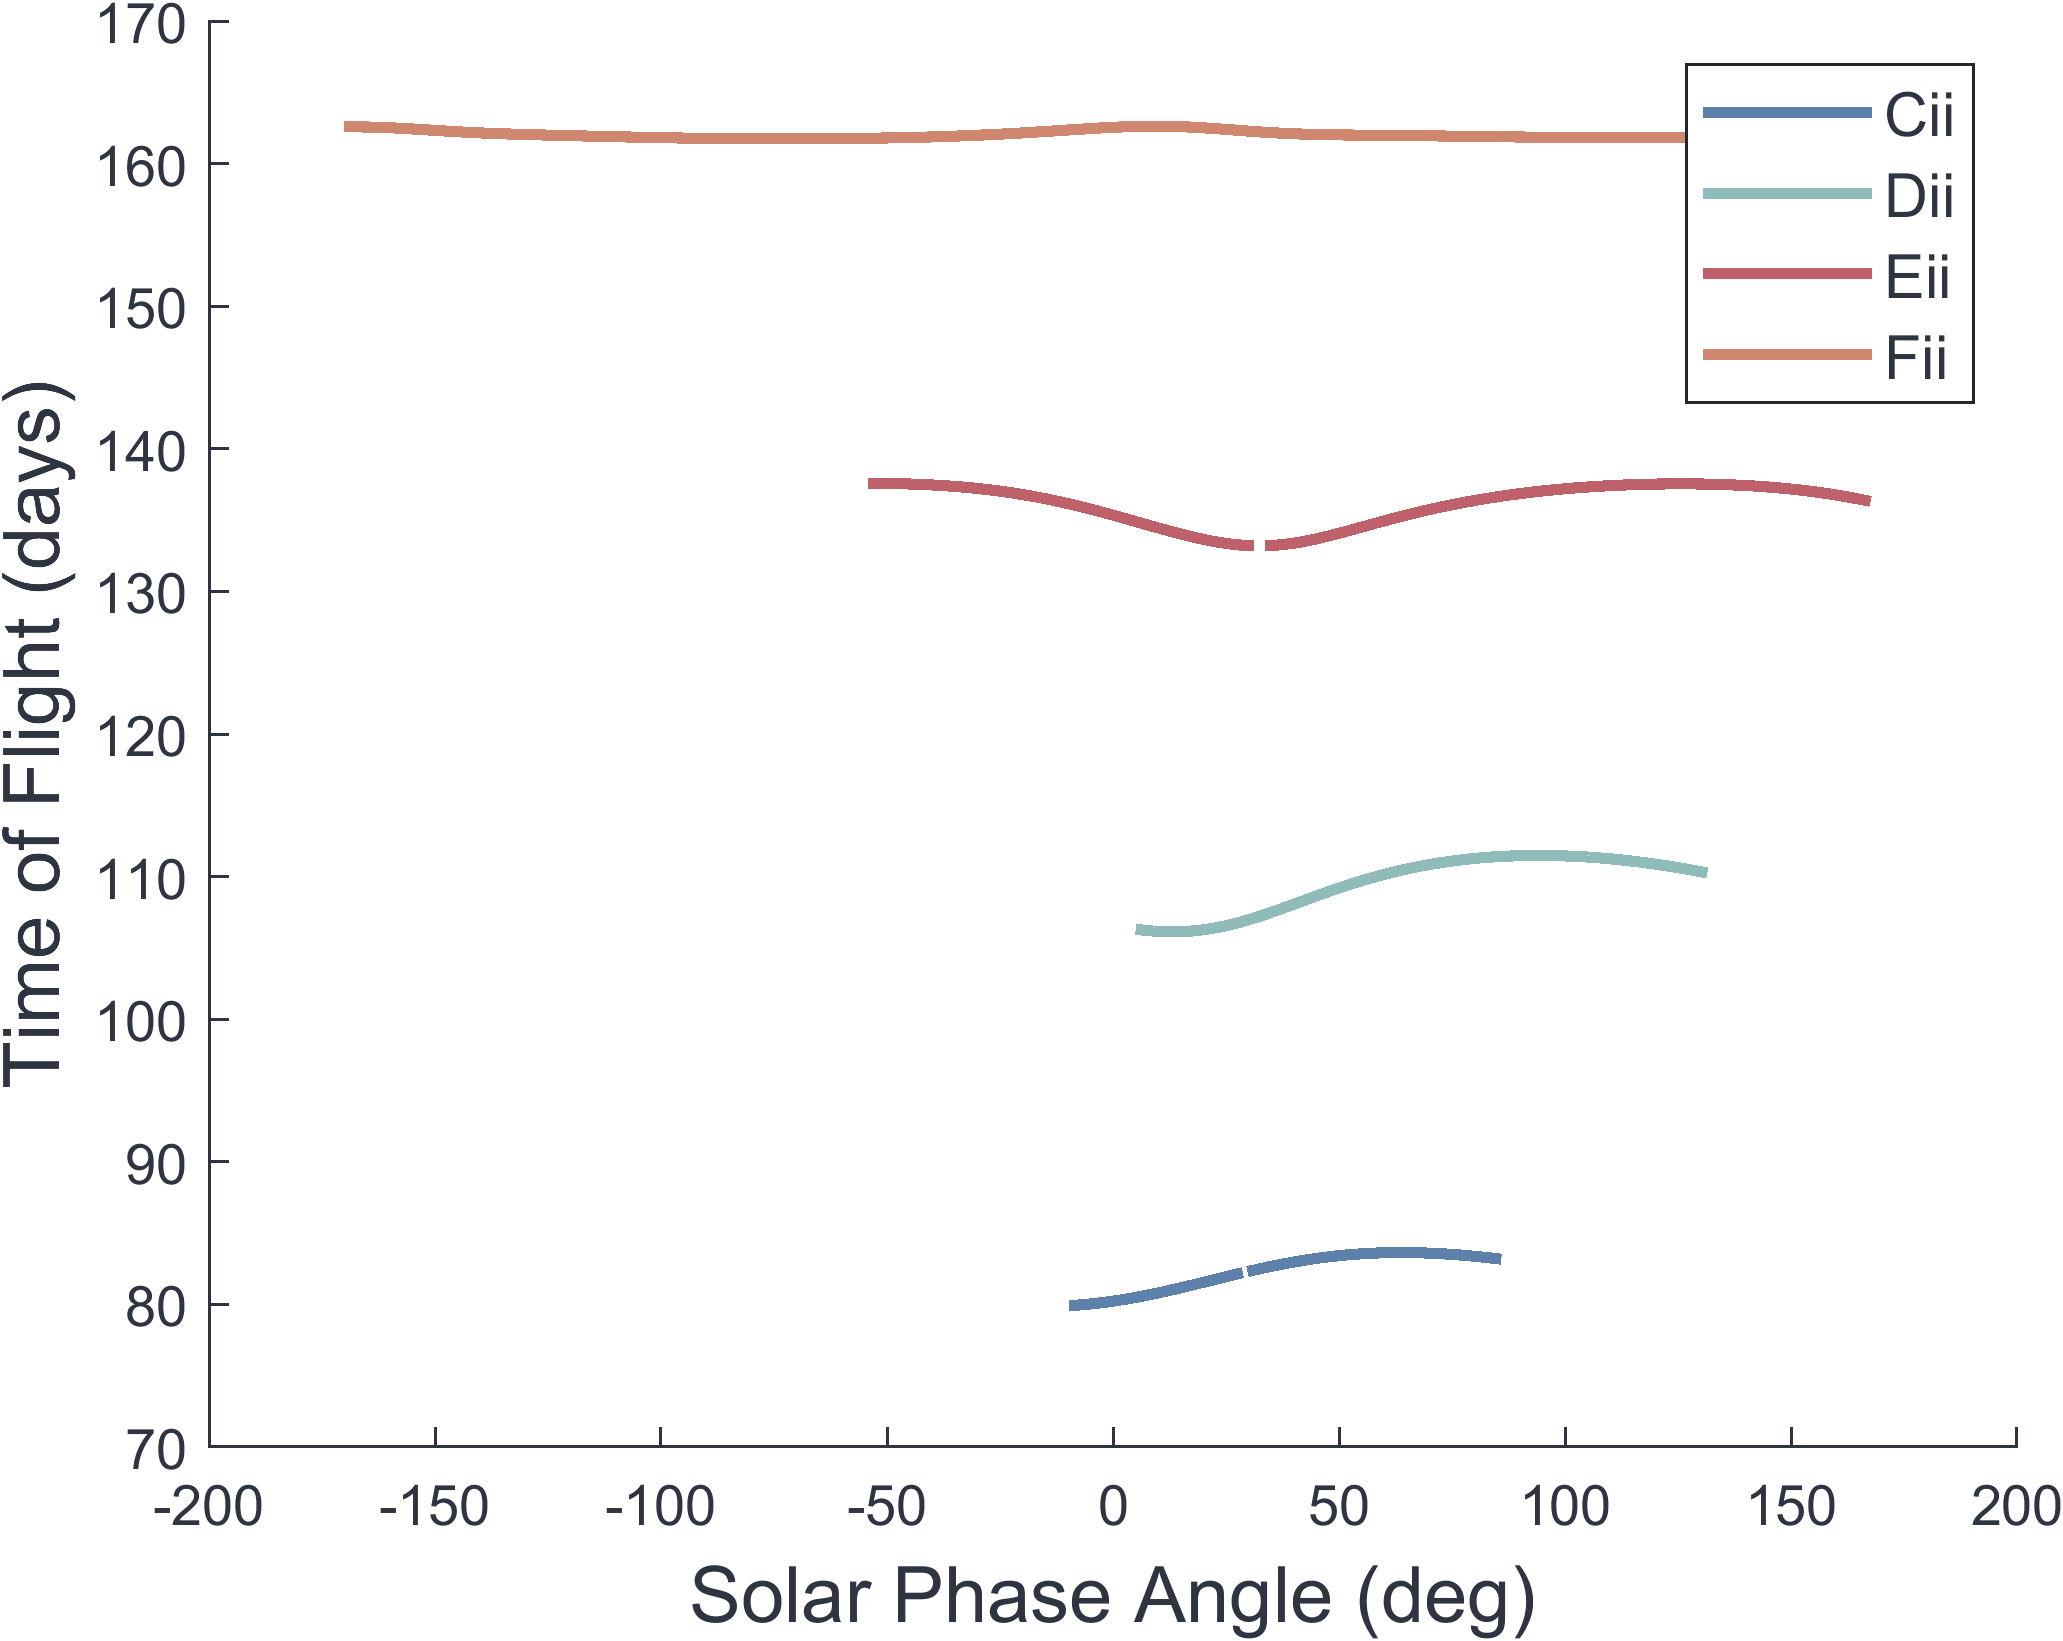 170
160
150
140
130
120
110
100
90
80
70
Time of Flight (days)
-200 -150 -100 -50 0 50 100 150 200
Solar Phase Angle (deg)
Cii
Dii
Eii
Fii